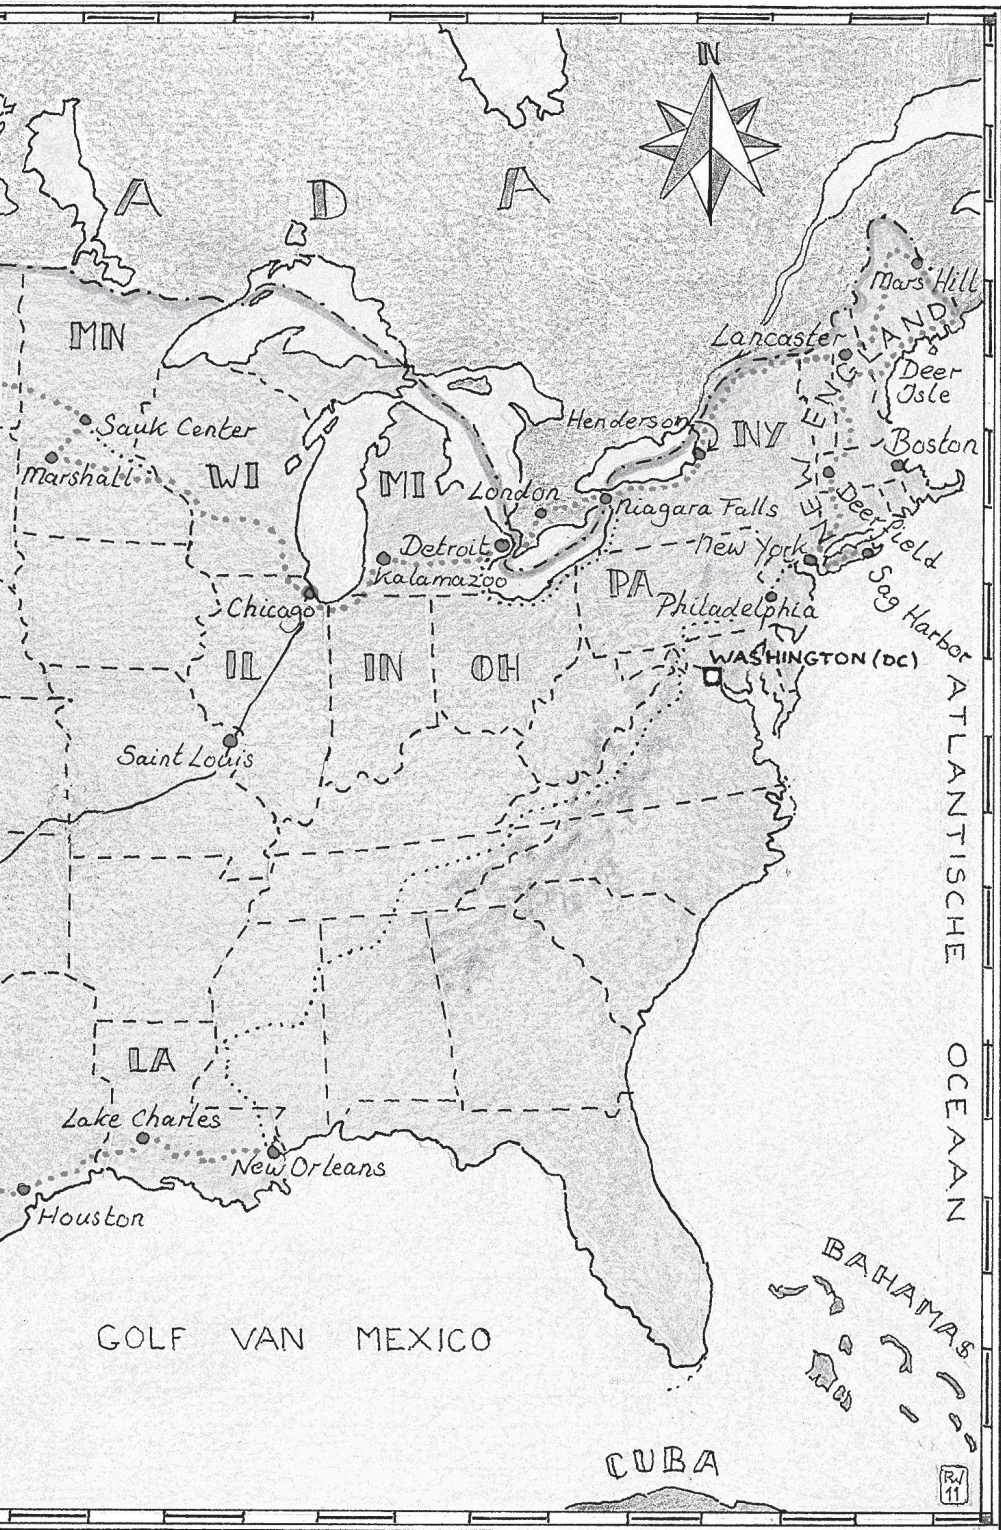 N
A D A
Mars Hill
MN
Lancaster
NEW ENGLAND
Deer
Isle
Sauk Center
Henderson
NY
Boston
Marshall
WI
MI
London
Niagara Falls
Deerfield
Detroit
New York
Kalamazoo
PA
Philadelphia
Sag Harbor
Chicago
IL
IN
OH
WASHINGTON (DC)
Saint Louis
ATLANTISCHE OCEAAN
LA
Lake Charles
New Orleans
Houston
BAHAMAS
GOLF VAN MEXICO
CUBA
RW
11